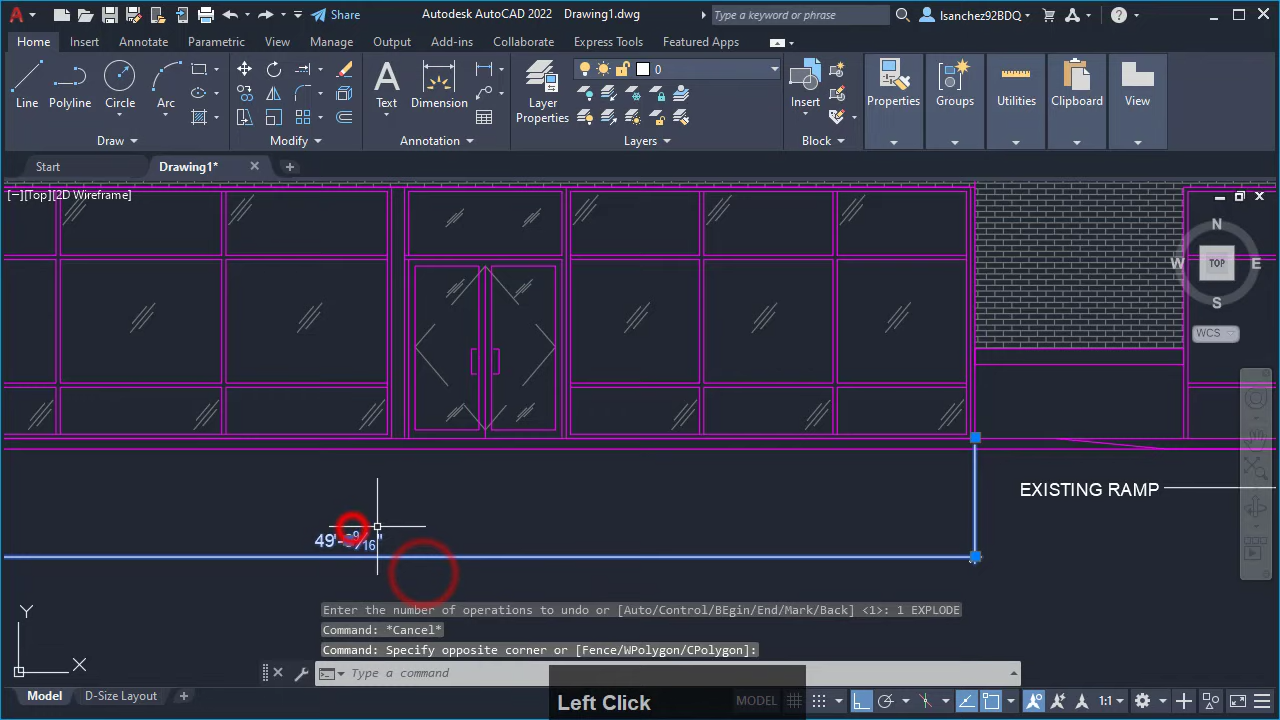 Share
Autodesk AutoCAD 2022 Drawing1.dwg
Type a keyword or phrase
Isanchez92BDQ
Home Insert Annotate Parametric View Manage Output Add-ins Collaborate Express Tools Featured Apps
0
Line Polyline Circle Arc
Text Dimension
Layer Properties
Insert
Properties Groups Utilities Clipboard View
Draw Modify Annotation Layers Block
Start Drawing1*
[−][Top][2D Wireframe]
N
W TOP E
S
WCS
EXISTING RAMP
Y
X
Enter the number of operations to undo or [Auto/Control/BEgin/End/Mark/Back] <1>: 1 EXPLODE
Command: *Cancel*
Command: Specify opposite corner or [Fence/WPolygon/CPolygon]:
Type a command
Left Click
Model D-Size Layout
MODEL
1:1